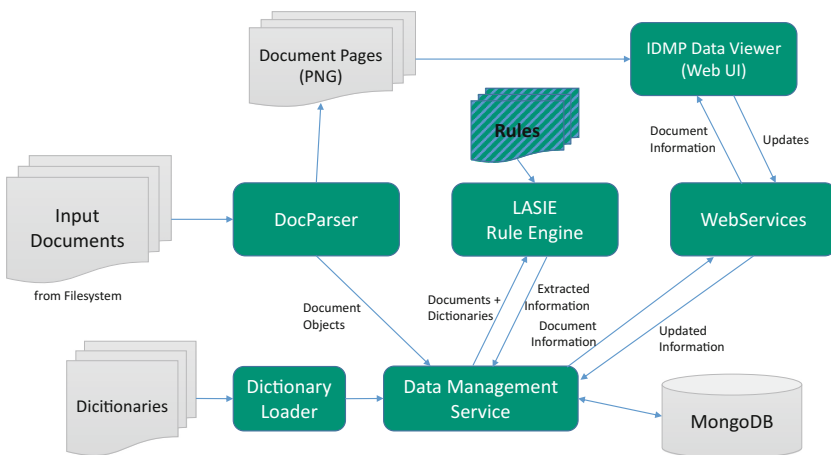 Document Pages
(PNG)
IDMP Data Viewer
(Web UI)
Rules
Document
Information
Updates
Input
Documents
DocParser
LASIE
Rule Engine
WebServices
from Filesystem
Document
Objects
Documents +
Dictionaries
Extracted
Information
Document
Information
Updated
Information
Dicitionaries
Dictionary
Loader
Data Management
Service
MongoDB